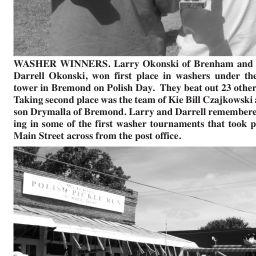 WASHER WINNERS. Larry Okonski of Brenham and
Darrell Okonski, won first place in washers under the
tower in Bremond on Polish Day. They beat out 23 other
Taking second place was the team of Kie Bill Czajkowski
son Drymalla of Bremond. Larry and Darrell remembere
ing in some of the first washer tournaments that took p
Main Street across from the post office.
POLISH PICKLE RUN